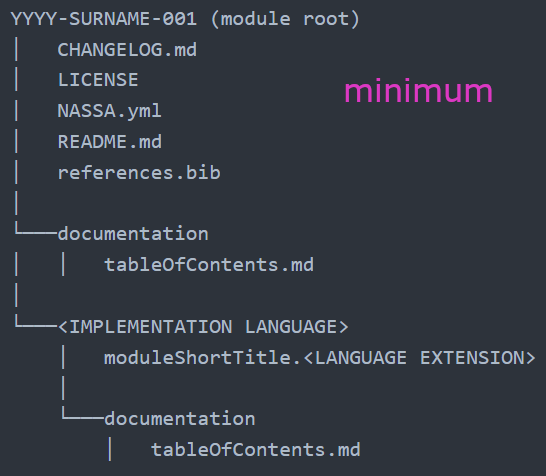 YYYY-SURNAME-001 (module root)
│   CHANGELOG.md
│   LICENSE
minimum
│   NASSA.yml
│   README.md
│   references.bib
│
└───documentation
│   │   tableOfContents.md
│
└───<IMPLEMENTATION LANGUAGE>
    │   moduleShortTitle.<LANGUAGE EXTENSION>
    │
    └───documentation
        │   tableOfContents.md